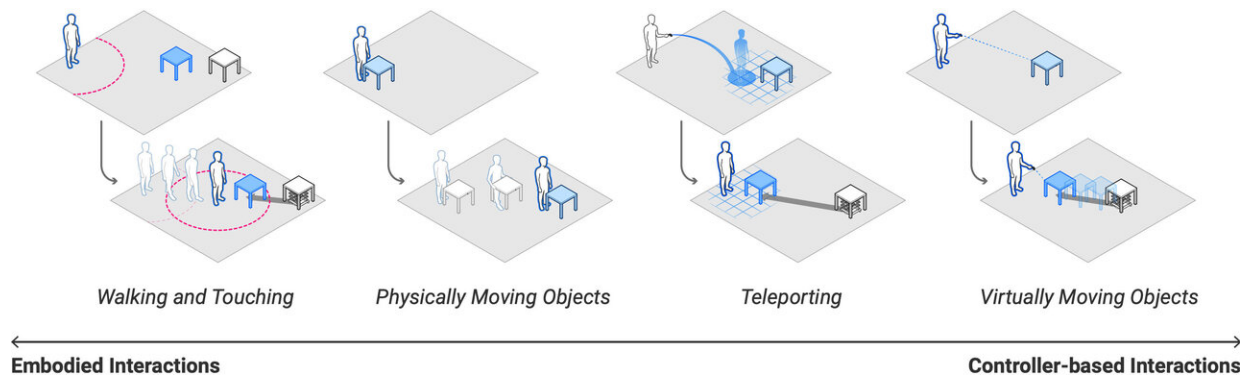 Walking and Touching
Physically Moving Objects
Teleporting
Virtually Moving Objects
Embodied Interactions
Controller-based Interactions